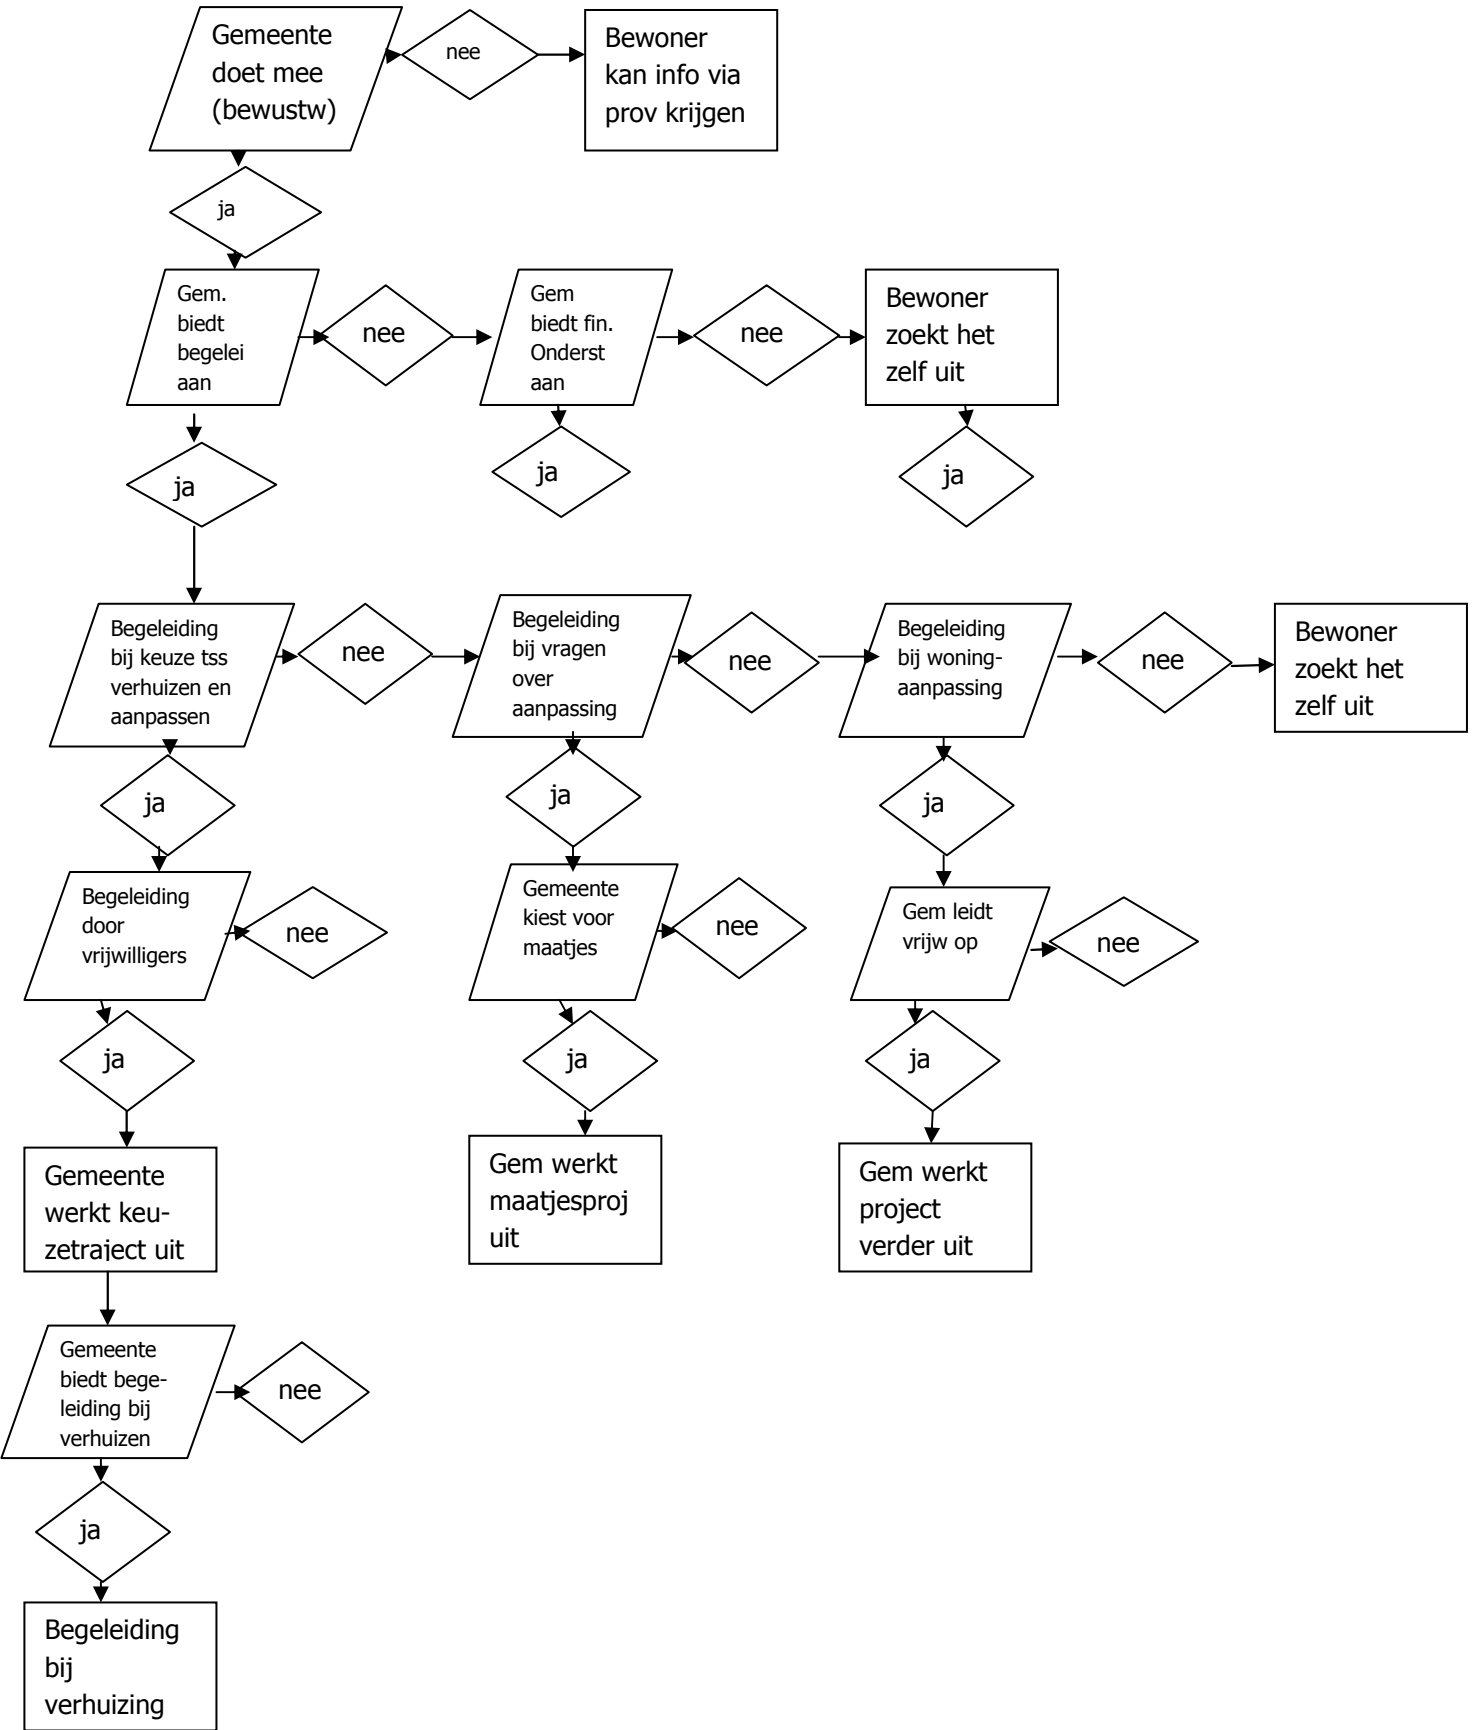 Gemeente
doet mee
(bewustw)
nee
Bewoner
kan info via
prov krijgen
ja
Gem.
biedt
begelei
aan
nee
Gem
biedt fin.
Onderst
aan
nee
Bewoner
zoekt het
zelf uit
ja
ja
ja
Begeleiding
bij keuze tss
verhuizen en
aanpassen
nee
Begeleiding
bij vragen
over
aanpassing
nee
Begeleiding
bij woning-
aanpassing
nee
Bewoner
zoekt het
zelf uit
ja
ja
ja
Begeleiding
door
vrijwilligers
nee
Gemeente
kiest voor
maatjes
nee
Gem leidt
vrijw op
nee
ja
ja
ja
Gemeente
werkt keu-
zetraject uit
Gem werkt
maatjesproj
uit
Gem werkt
project
verder uit
Gemeente
biedt bege-
leiding bij
verhuizen
nee
ja
Begeleiding
bij
verhuizing